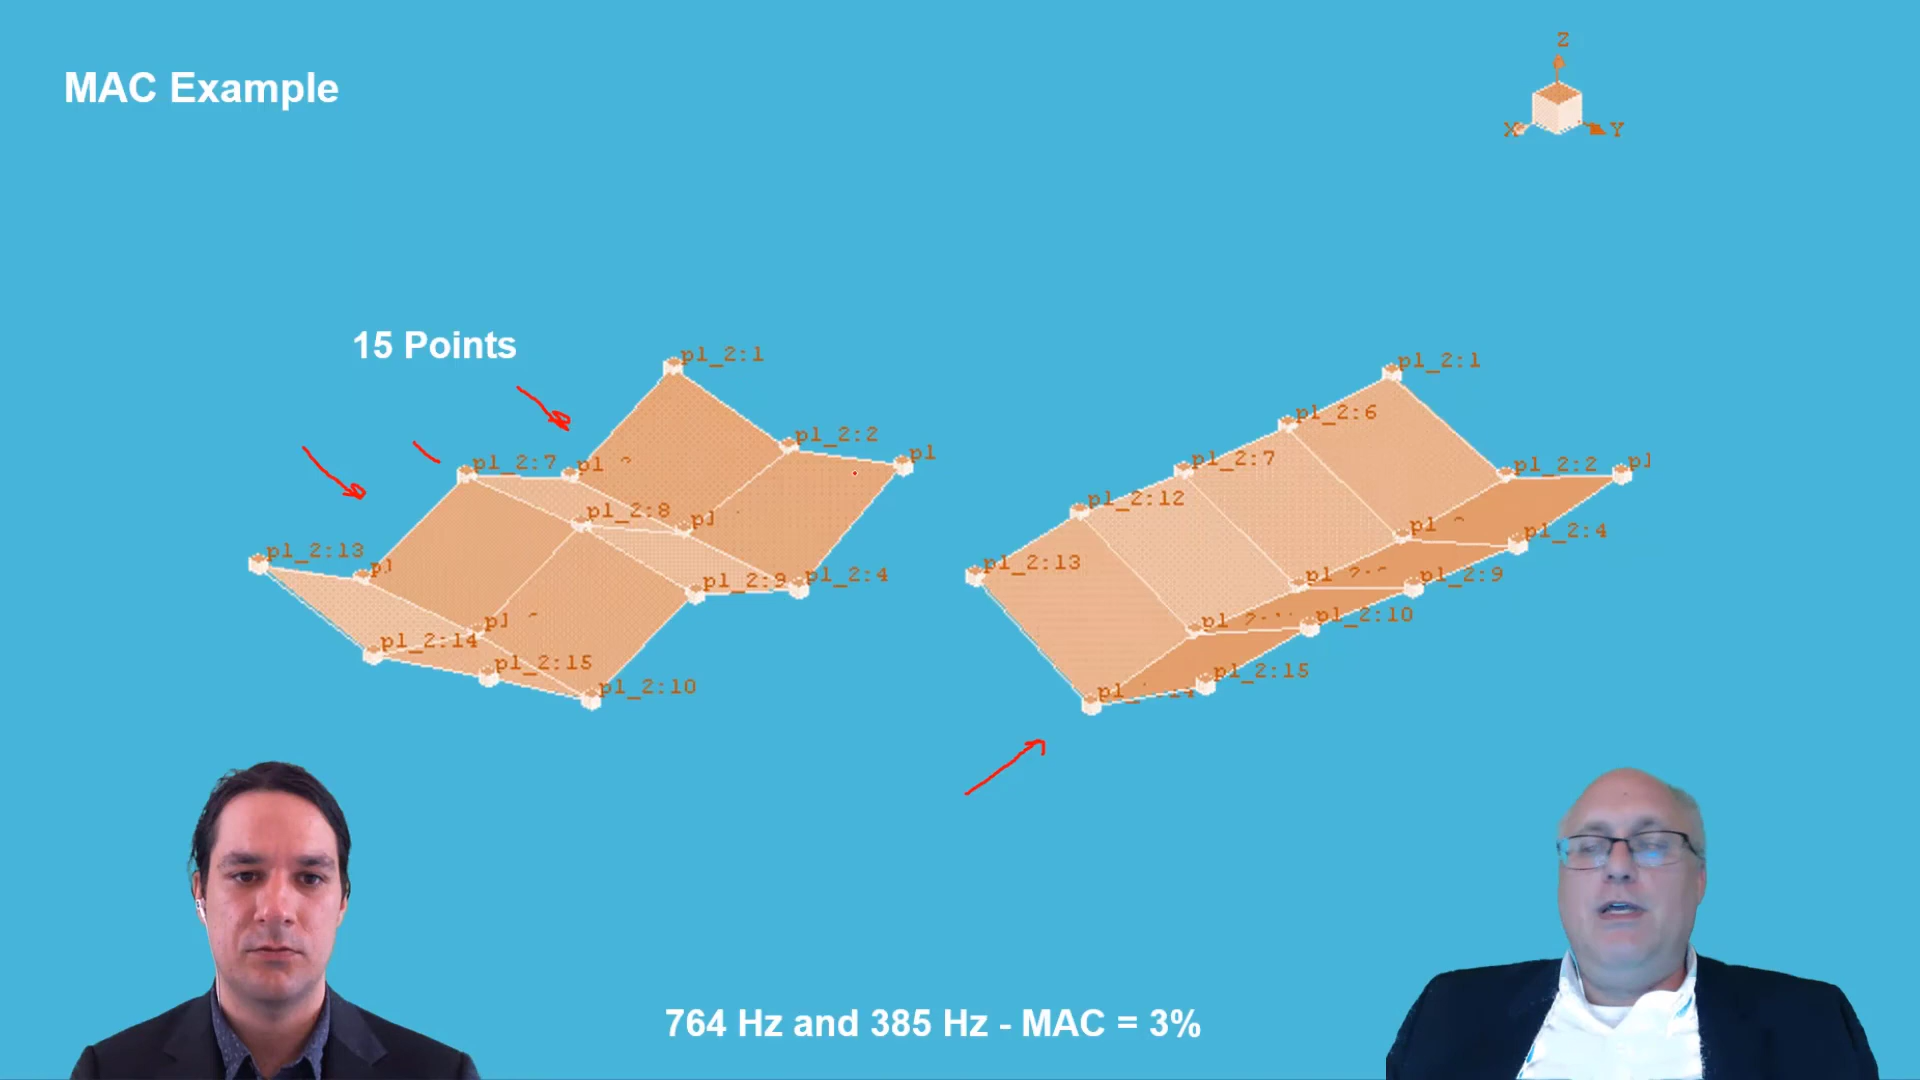 MAC Example
Z
X
Y
15 Points
pl_2:1
pl_2:2
pl
pl_2:7
pl
pl_2:8
pl_2:13
pl_2:9
pl_2:4
pl_2:14
pl_2:15
pl_2:10
pl_2:1
pl_2:6
pl_2:7
pl_2:2
pl
pl_2:12
pl
pl_2:4
pl_2:13
pl
pl_2:9
pl
pl_2:10
pl_2:15
pl
764 Hz and 385 Hz - MAC = 3%